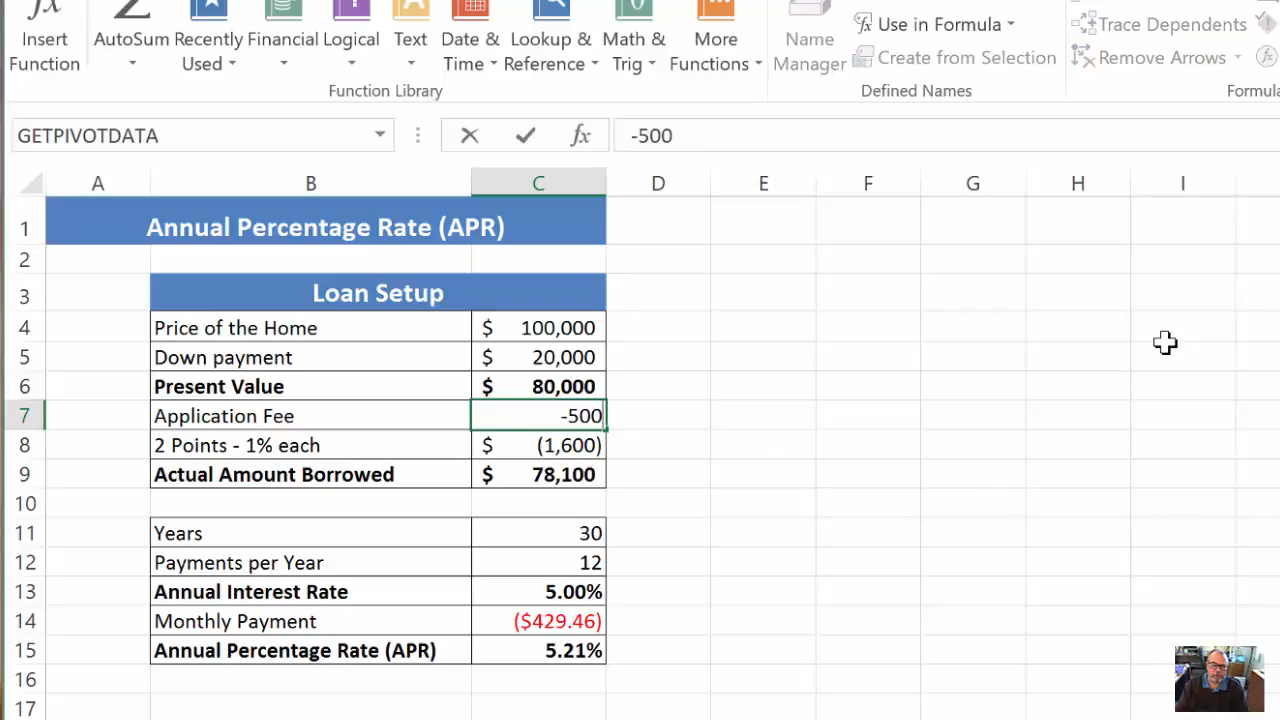 Insert
Function
AutoSum
Recently
Used
Financial
Logical
Text
Date &
Time
Lookup &
Reference
Math &
Trig
More
Functions
Function Library
Name
Manager
Use in Formula
Create from Selection
Defined Names
Trace Dependents
Remove Arrows
Formula
GETPIVOTDATA
fx
-500
A B C D E F G H I
1 Annual Percentage Rate (APR)
2
3 Loan Setup
4 Price of the Home $ 100,000
5 Down payment $ 20,000
6 Present Value $ 80,000
7 Application Fee -500
8 2 Points - 1% each $ (1,600)
9 Actual Amount Borrowed $ 78,100
10
11 Years 30
12 Payments per Year 12
13 Annual Interest Rate 5.00%
14 Monthly Payment ($429.46)
15 Annual Percentage Rate (APR) 5.21%
16
17